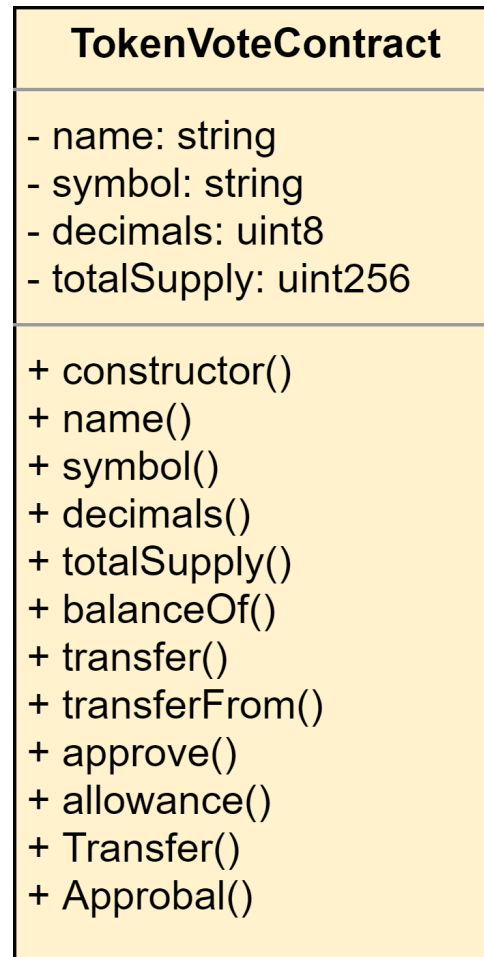 TokenVoteContract
- name: string
- symbol: string
- decimals: uint8
- totalSupply: uint256
+ constructor()
+ name()
+ symbol()
+ decimals()
+ totalSupply()
+ balanceOf()
+ transfer()
+ transferFrom()
+ approve()
+ allowance()
+ Transfer()
+ Approbal()